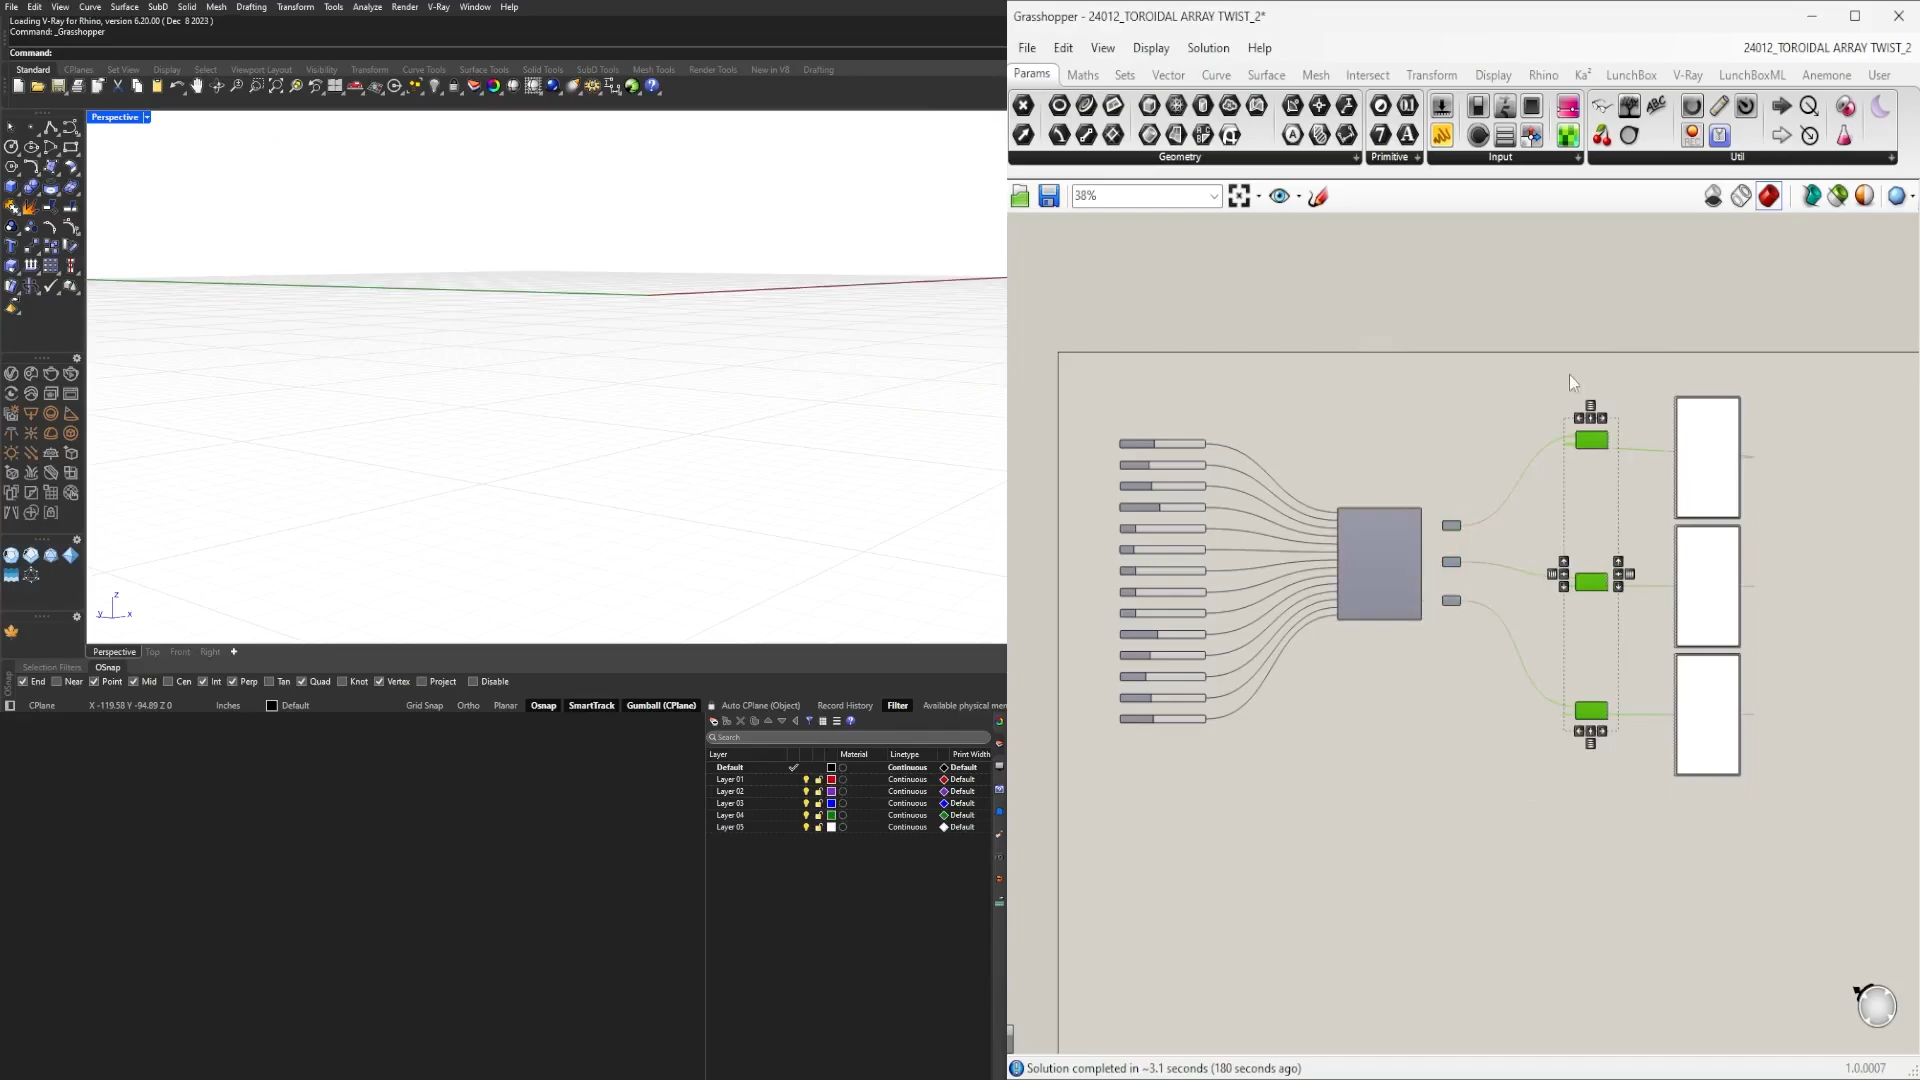 File Edit View Curve Surface SubD Solid Mesh Drafting Transform Tools Analyze Render V-Ray Window Help
Loading V-Ray for Rhino, version 6.20.00 ( Dec 8 2023 )
Command: _Grasshopper
Command:
Standard CPlanes Set View Display Select Viewport Layout Visibility Transform Curve Tools Surface Tools Solid Tools SubD Tools Mesh Tools Render Tools New in V8 Drafting
Perspective
z
y x
Perspective Top Front Right
Selection Filters OSnap
OSnap
End Near Point Mid Cen Int Perp Tan Quad Knot Vertex Project Disable
CPlane X -119.58 Y -94.89 Z 0 Inches Default Grid Snap Ortho Planar Osnap SmartTrack Gumball (CPlane) Auto CPlane (Object) Record History Filter Available physical mem
Search
Layer Material Linetype Print Width
Default Continuous Default
Layer 01 Continuous Default
Layer 02 Continuous Default
Layer 03 Continuous Default
Layer 04 Continuous Default
Layer 05 Continuous Default
Grasshopper - 24012_TOROIDAL ARRAY TWIST_2*
File Edit View Display Solution Help 24012_TOROIDAL ARRAY TWIST_2
Params Maths Sets Vector Curve Surface Mesh Intersect Transform Display Rhino Ka² LunchBox V-Ray LunchBoxML Anemone User
Geometry Primitive Input Util
38%
Solution completed in ~3.1 seconds (180 seconds ago) 1.0.0007